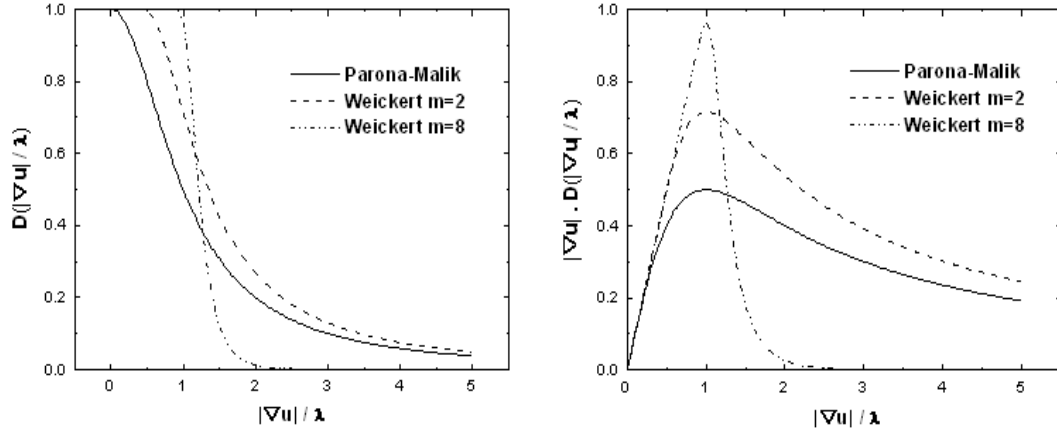 1.0
0.8
0.6
0.4
0.2
0.0
0 1 2 3 4 5
D(|∇u| / λ)
|∇u| / λ
Parona-Malik
Weickert m=2
Weickert m=8
1.0
0.8
0.6
0.4
0.2
0.0
0 1 2 3 4 5
|∇u| . D(|∇u| / λ)
|∇u| / λ
Parona-Malik
Weickert m=2
Weickert m=8